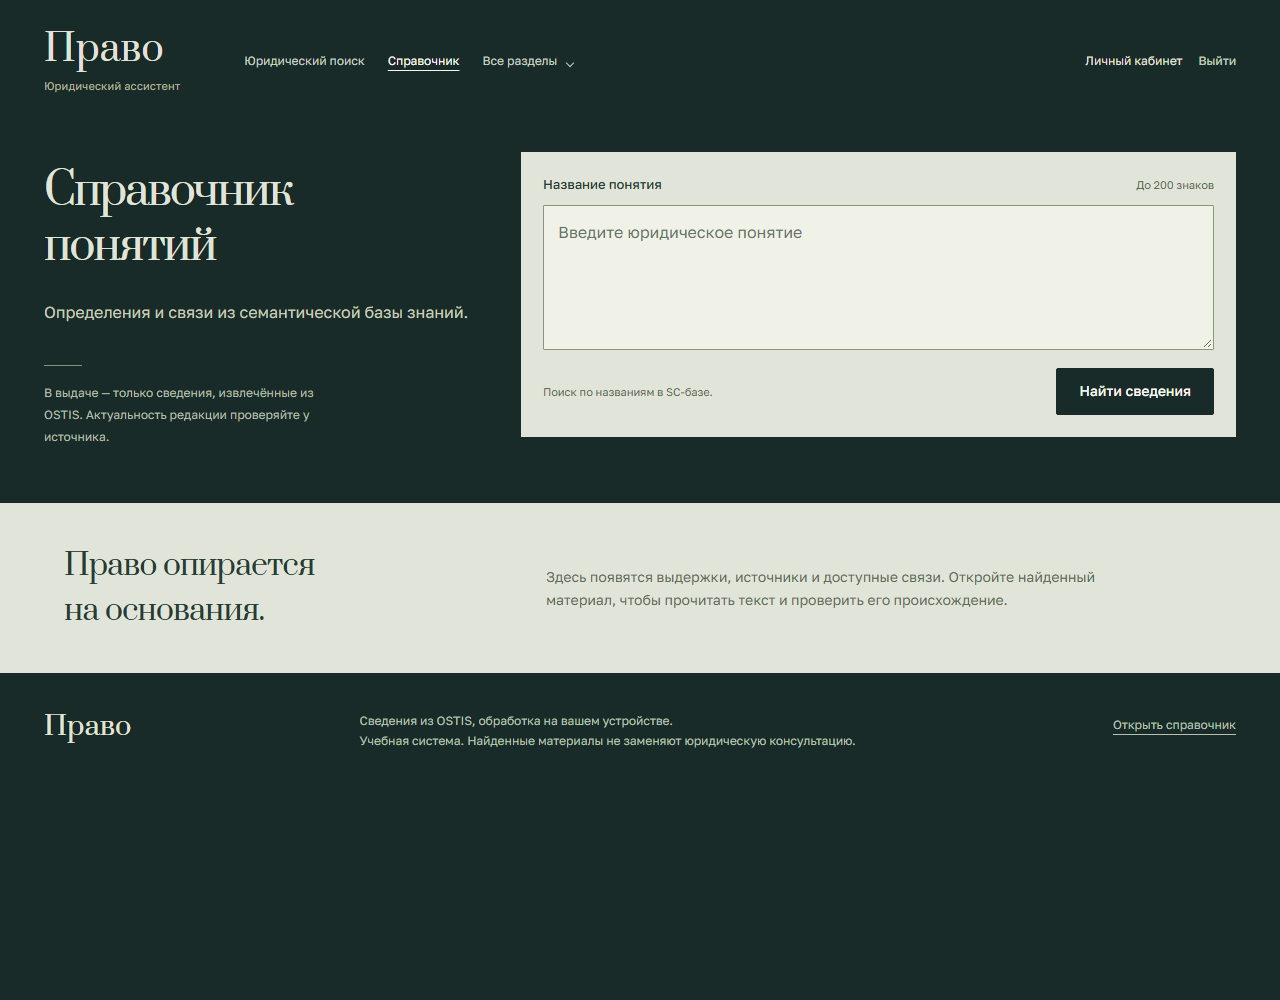 Право
Юридический ассистент
Юридический поиск
Справочник
Все разделы
Личный кабинет
Выйти
Справочник
понятий
Определения и связи из семантической базы знаний.
В выдаче — только сведения, извлечённые из
OSTIS. Актуальность редакции проверяйте у
источника.
Название понятия
До 200 знаков
Введите юридическое понятие
Поиск по названиям в SC-базе.
Найти сведения
Право опирается
на основания.
Здесь появятся выдержки, источники и доступные связи. Откройте найденный
материал, чтобы прочитать текст и проверить его происхождение.
Право
Сведения из OSTIS, обработка на вашем устройстве.
Учебная система. Найденные материалы не заменяют юридическую консультацию.
Открыть справочник